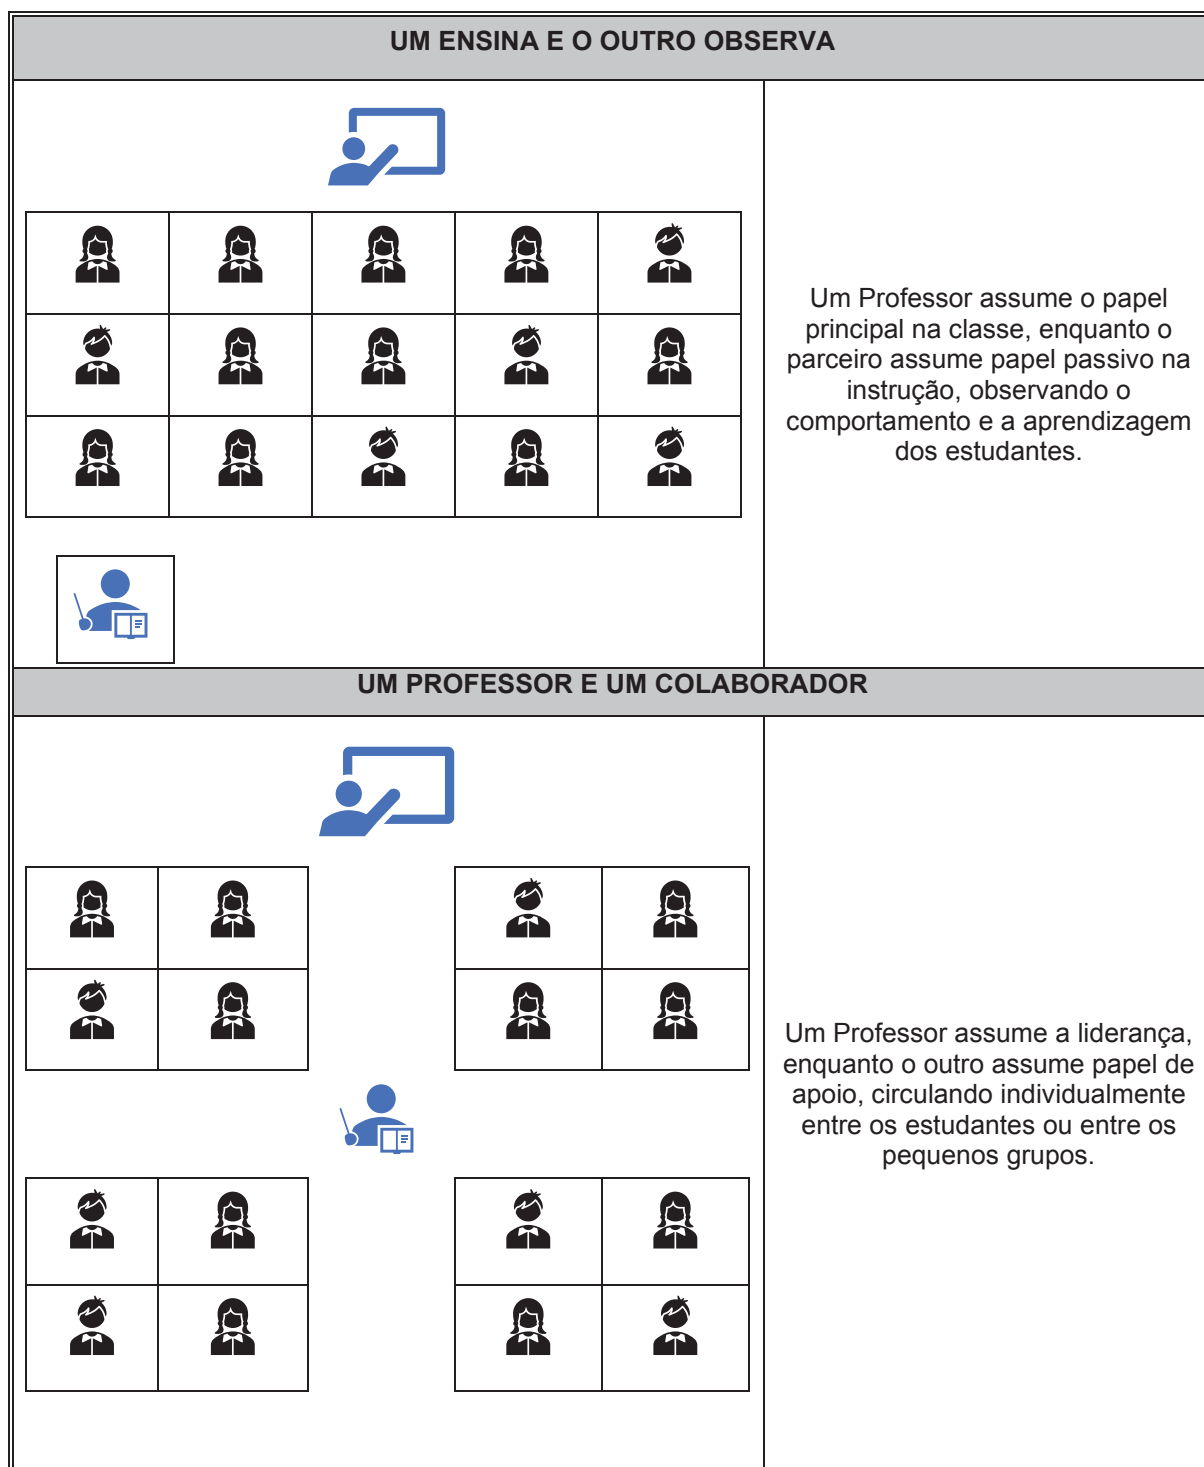 UM ENSINA E O OUTRO OBSERVA
Um Professor assume o papel
principal na classe, enquanto o
parceiro assume papel passivo na
instrução, observando o
comportamento e a aprendizagem
dos estudantes.
UM PROFESSOR E UM COLABORADOR
Um Professor assume a liderança,
enquanto o outro assume papel de
apoio, circulando individualmente
entre os estudantes ou entre os
pequenos grupos.